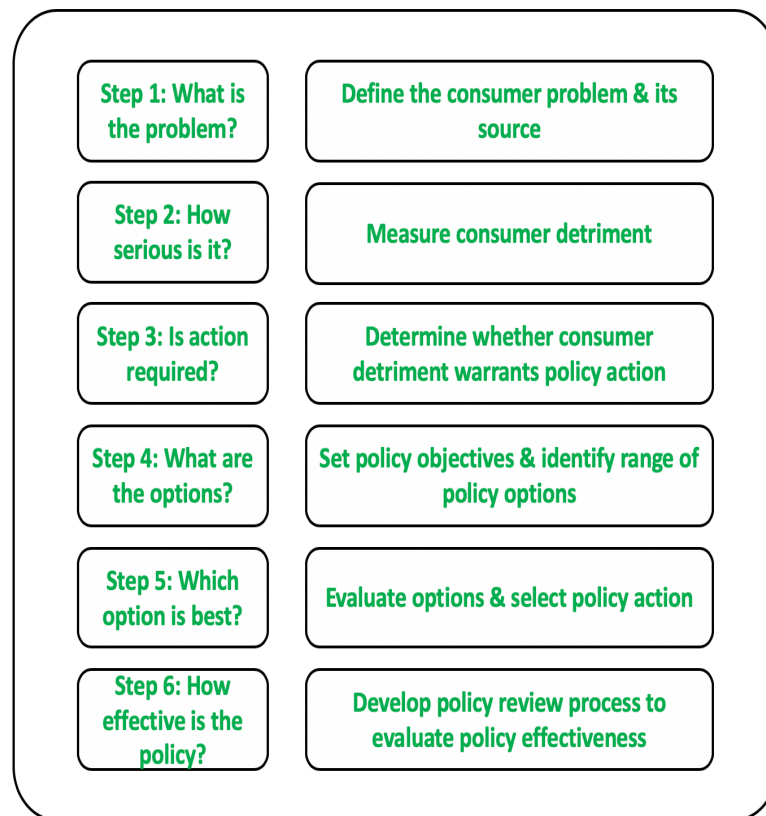 Step 1: What is
the problem?
Define the consumer problem & its
source
Step 2: How
serious is it?
Measure consumer detriment
Step 3: Is action
required?
Determine whether consumer
detriment warrants policy action
Step 4: What are
the options?
Set policy objectives & identify range of
policy options
Step 5: Which
option is best?
Evaluate options & select policy action
Step 6: How
effective is the
policy?
Develop policy review process to
evaluate policy effectiveness